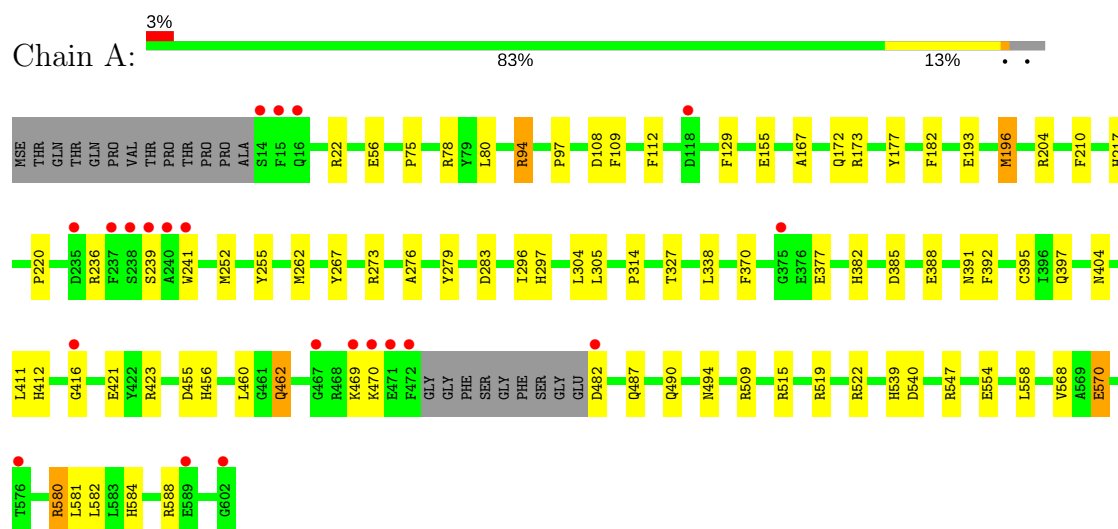 3%
Chain A:
83% 13% • •
MSE THR GLN THR GLN PRO VAL THR PRO THR PRO PRO ALA S14 F15 Q16 R22 E56 P75 R78 Y79 L80 R94 P97 D108 F109 F112 D118 F129 E155 A167 Q172 R173 Y177 F182 E193 M196 R204 F210
P220 D235 R236 F237 S238 S239 A240 W241 M252 Y255 M262 Y267 R273 A276 Y279 D283 I296 H297 L304 L305 P314 T327 L338 F370 G375 E376 E377 H382 D385 E388 N391 F392 C395 I396 Q397 N404
L411 H412 G416 E421 Y422 R423 D455 H456 L460 G461 Q462 G467 R468 K469 K470 E471 F472 GLY GLY PHE SER GLY PHE SER GLY GLU D482 Q487 Q490 N494 R509 R515 R519 R522 H539 D540 R547 E554 L558 V568 A569 E570
T576 R580 L581 L582 L583 H584 R588 E589 G602